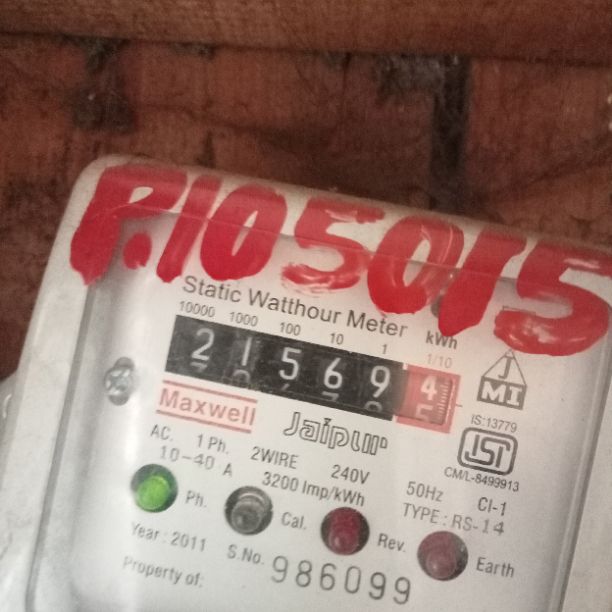 P.105015
Static Watthour Meter
10000 1000 100 10 1 kWh
1/10
2 1 5 6 9 4
J
MI
Maxwell
Jaipur
IS:13779
ISI
CM/L-8499913
AC. 1 Ph. 2WIRE 240V 50Hz CI-1
10-40 A 3200 Imp/kWh TYPE : RS-14
Ph. Cal. Rev. Earth
Year : 2011 S.No. 986099
Property of: